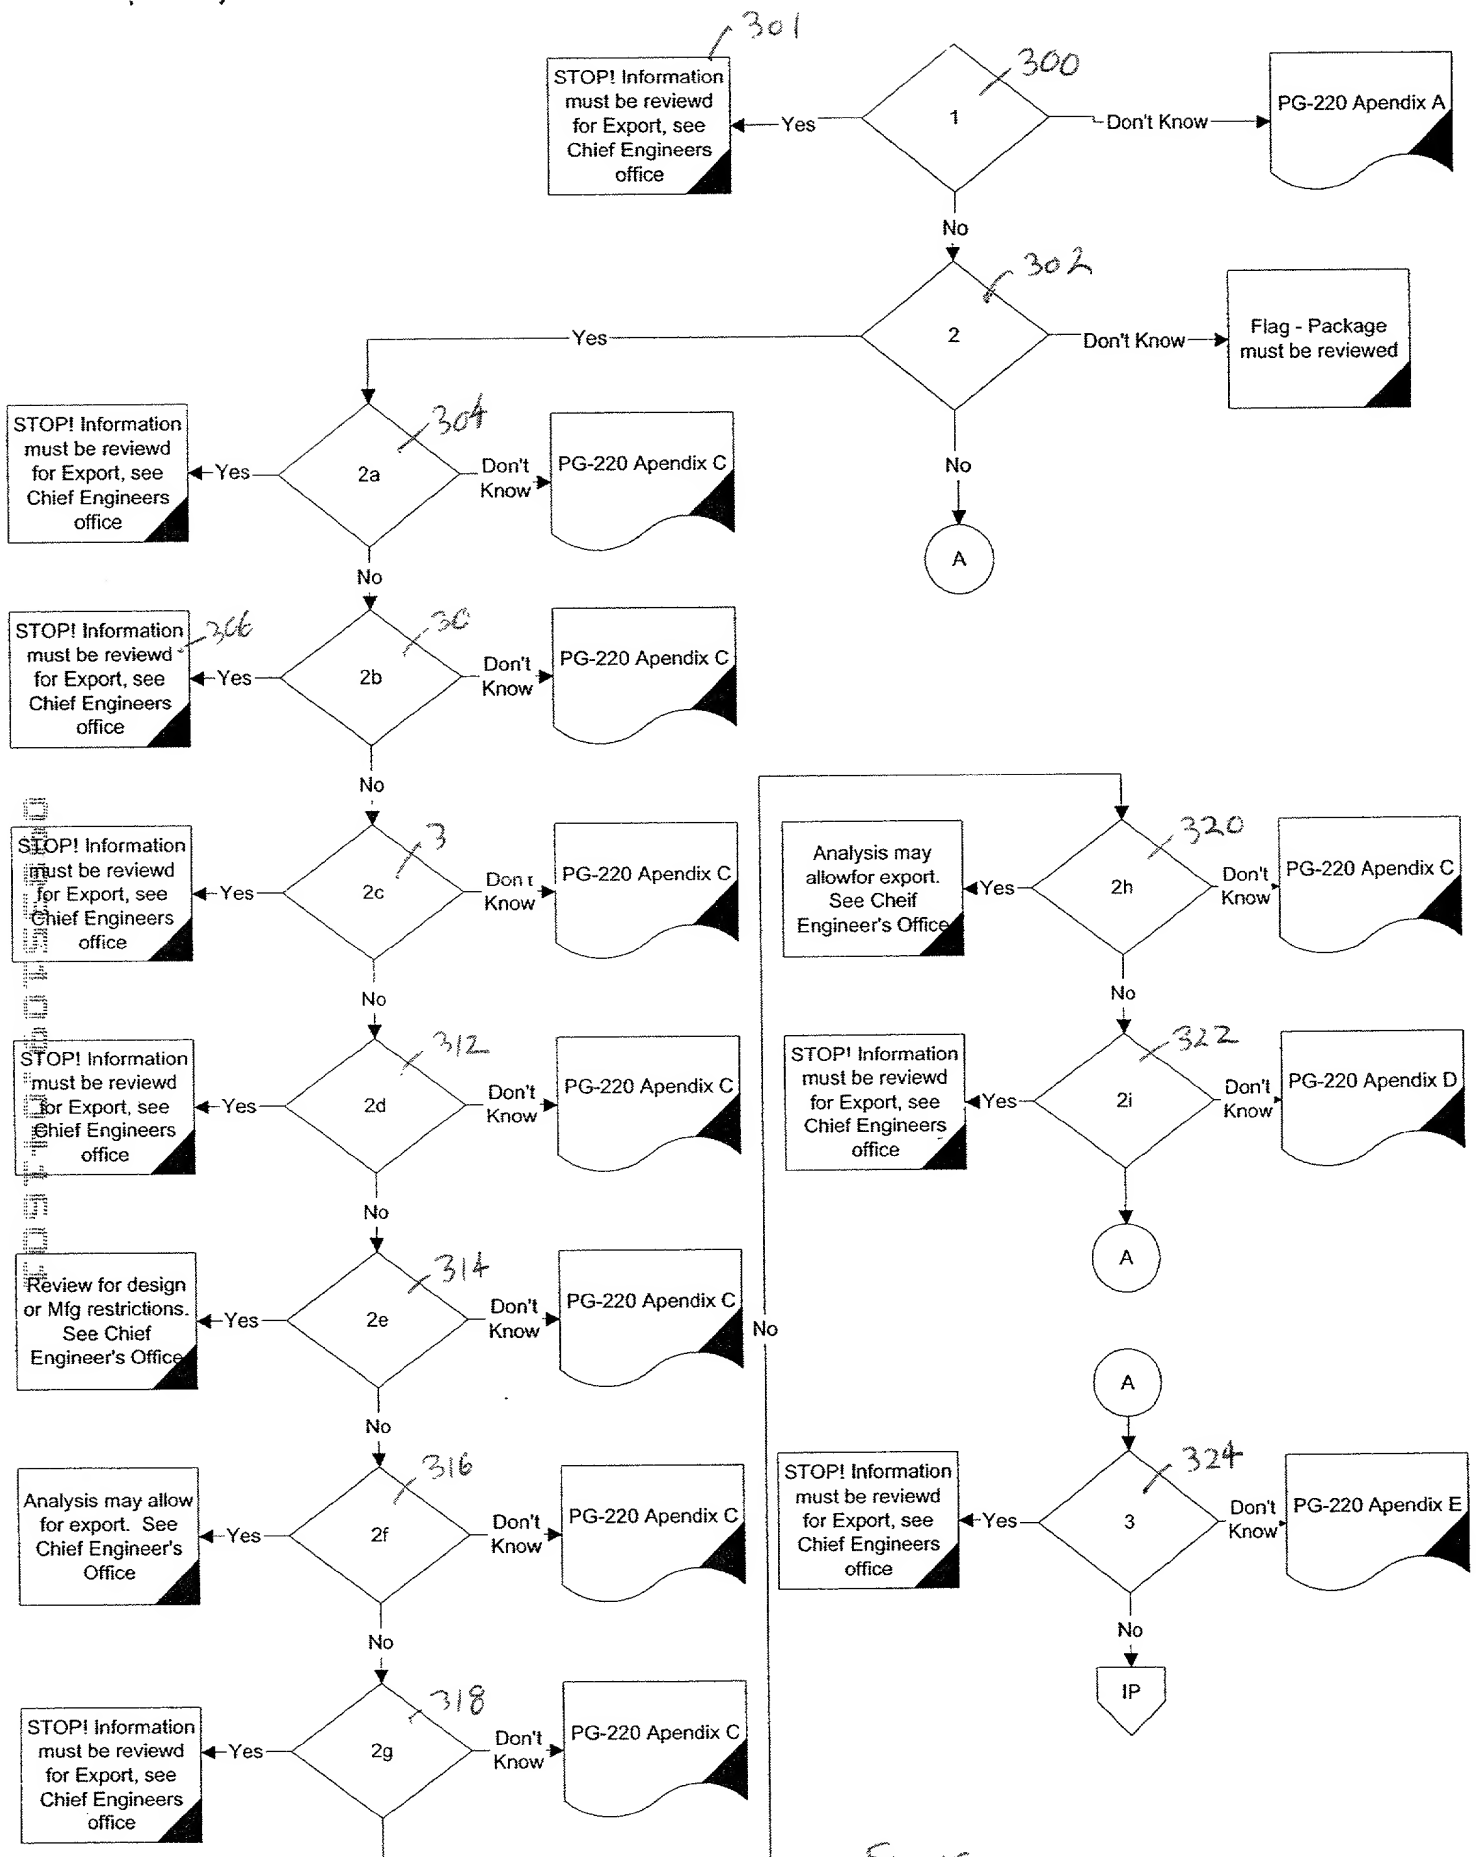 301
STOP! Information
must be reviewd
for Export, see
Chief Engineers
office
Yes
1
300
Don't Know
PG-220 Apendix A
No
302
2
Yes
Don't Know
Flag - Package
must be reviewed
No
A
STOP! Information
must be reviewd
for Export, see
Chief Engineers
office
Yes
2a
304
Don't
Know
PG-220 Apendix C
No
STOP! Information
must be reviewd
for Export, see
Chief Engineers
office
306
Yes
2b
30
Don't
Know
PG-220 Apendix C
No
STOP! Information
must be reviewd
for Export, see
Chief Engineers
office
Yes
2c
3
Don't
Know
PG-220 Apendix C
No
STOP! Information
must be reviewd
for Export, see
Chief Engineers
office
Yes
2d
312
Don't
Know
PG-220 Apendix C
No
Review for design
or Mfg restrictions.
See Chief
Engineer's Office
Yes
2e
314
Don't
Know
PG-220 Apendix C
No
Analysis may allow
for export. See
Chief Engineer's
Office
Yes
2f
316
Don't
Know
PG-220 Apendix C
No
STOP! Information
must be reviewd
for Export, see
Chief Engineers
office
Yes
2g
318
Don't
Know
PG-220 Apendix C
No
Analysis may
allowfor export.
See Cheif
Engineer's Office
Yes
2h
320
Don't
Know
PG-220 Apendix C
No
STOP! Information
must be reviewd
for Export, see
Chief Engineers
office
Yes
2i
322
Don't
Know
PG-220 Apendix D
A
A
STOP! Information
must be reviewd
for Export, see
Chief Engineers
office
Yes
3
324
Don't
Know
PG-220 Apendix E
No
IP